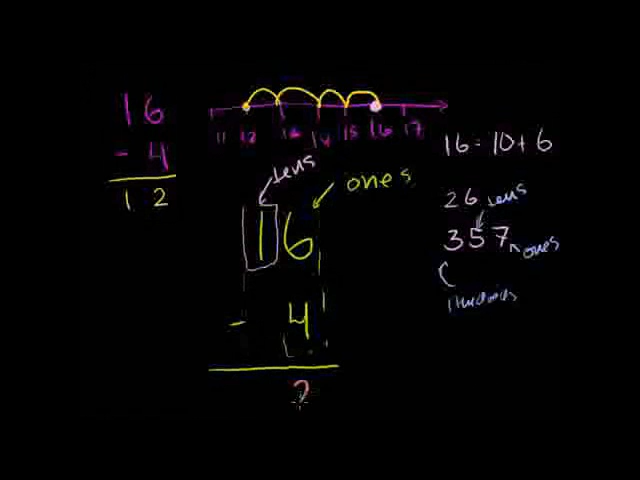 16
- 4
12
11 12 13 14 15 16 17
tens
ones
16
- 4
2
16 = 10 + 6
26 tens
357 ones
Hundreds